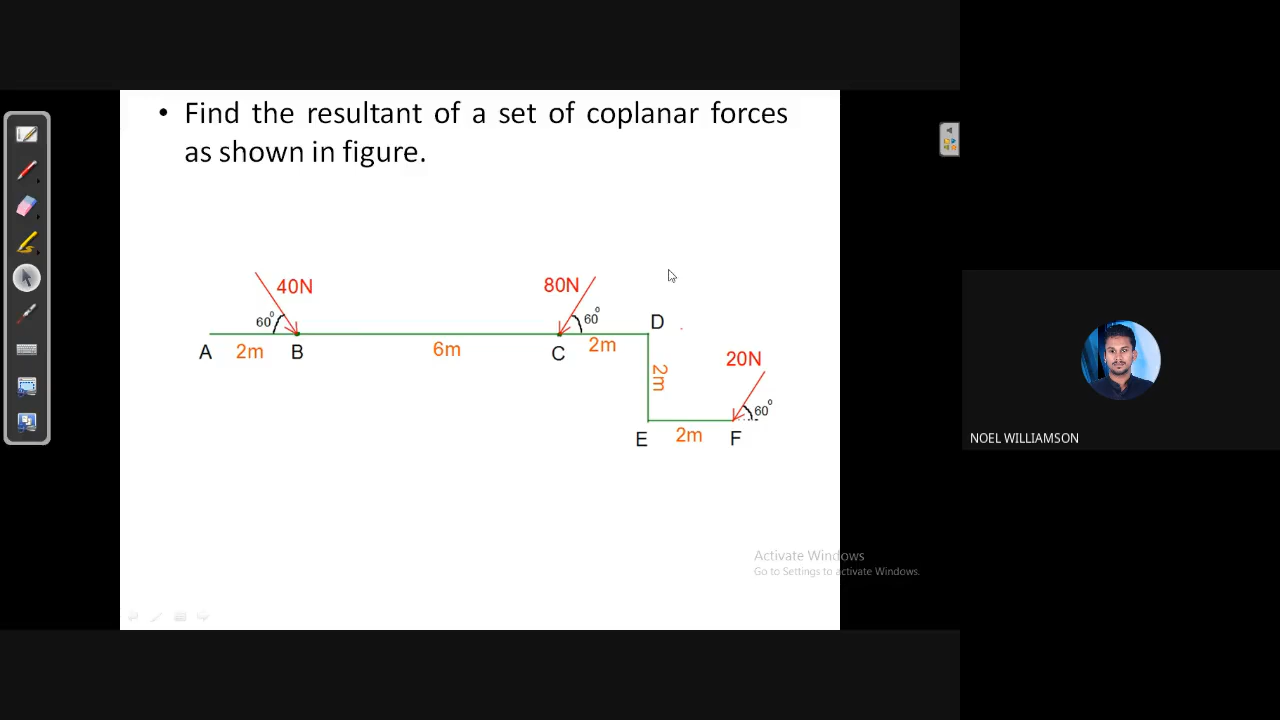 • Find the resultant of a set of coplanar forces
as shown in figure.
40N
80N
60°
60°
D
A
2m
B
6m
C
2m
2m
20N
60°
E
2m
F
NOEL WILLIAMSON
Activate Windows
Go to Settings to activate Windows.